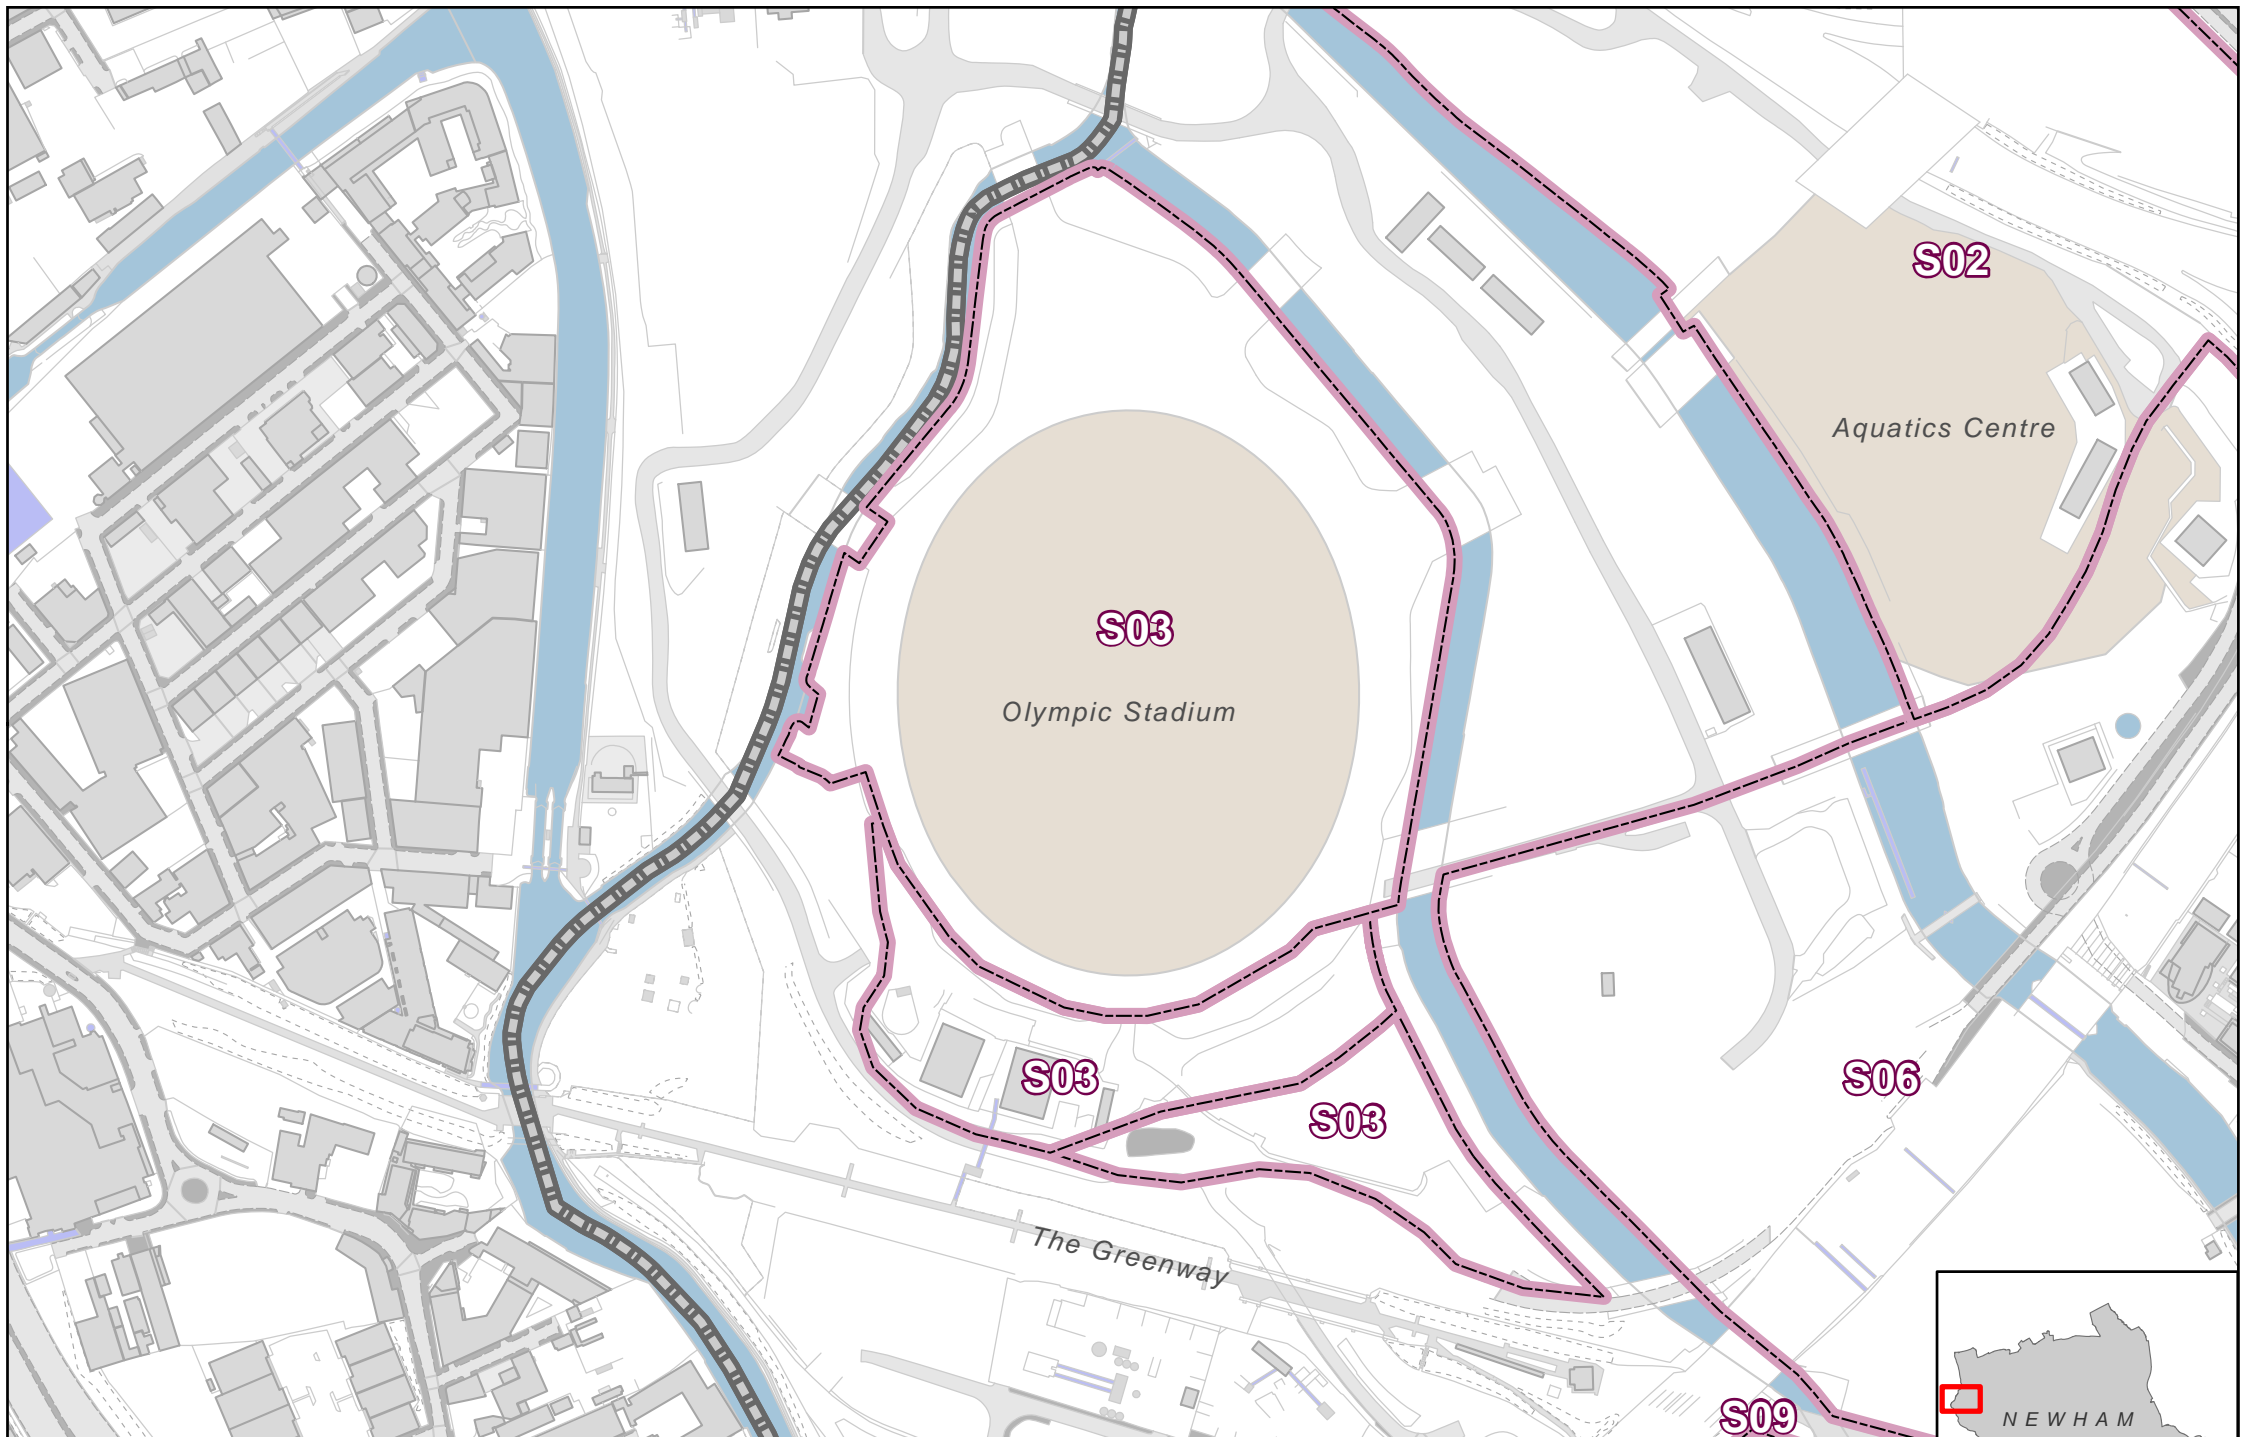 S02
Aquatics Centre
S03
Olympic Stadium
S03
S06
S03
The Greenway
S09
NEWHAM